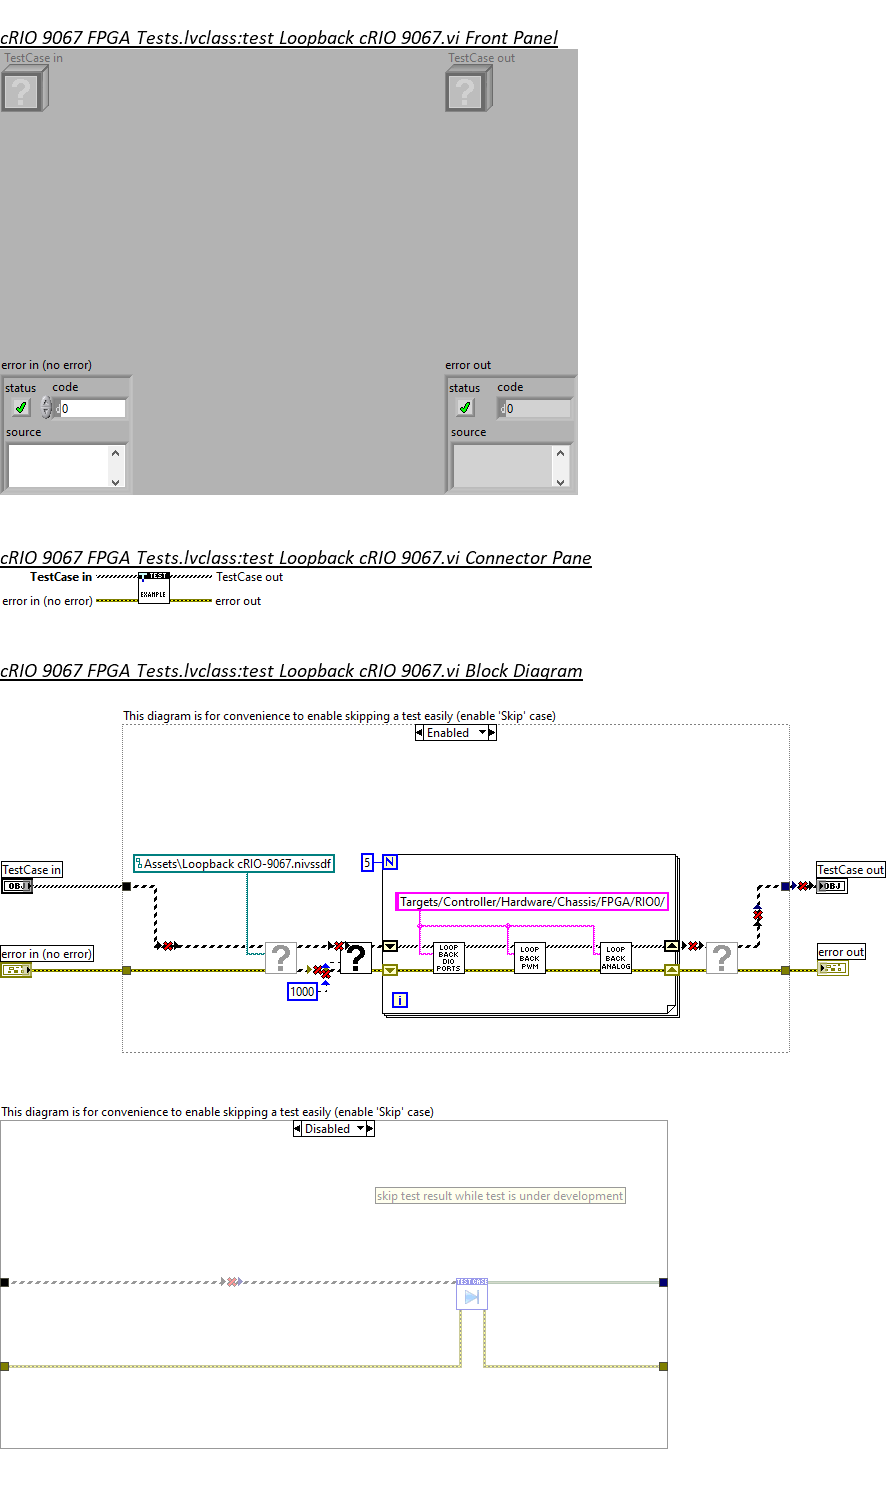 cRIO 9067 FPGA Tests.lvclass:test Loopback cRIO 9067.vi Front Panel
TestCase in
TestCase out
?
?
error in (no error)
error out
status
code
status
code
d
0
d
0
source
source
cRIO 9067 FPGA Tests.lvclass:test Loopback cRIO 9067.vi Connector Pane
TestCase in
TEST
TestCase out
error in (no error)
EXAMPLE
error out
cRIO 9067 FPGA Tests.lvclass:test Loopback cRIO 9067.vi Block Diagram
This diagram is for convenience to enable skipping a test easily (enable 'Skip' case)
Enabled
Assets\Loopback cRIO-9067.nivssdf
5
N
TestCase in
TestCase out
OBJ
OBJ
Targets/Controller/Hardware/Chassis/FPGA/RIO0/
error in (no error)
error out
?
?
LOOP
BACK
DIO
PORTS
LOOP
BACK
PWM
LOOP
BACK
ANALOG
?
1000
i
This diagram is for convenience to enable skipping a test easily (enable 'Skip' case)
Disabled
skip test result while test is under development
TEST CASE